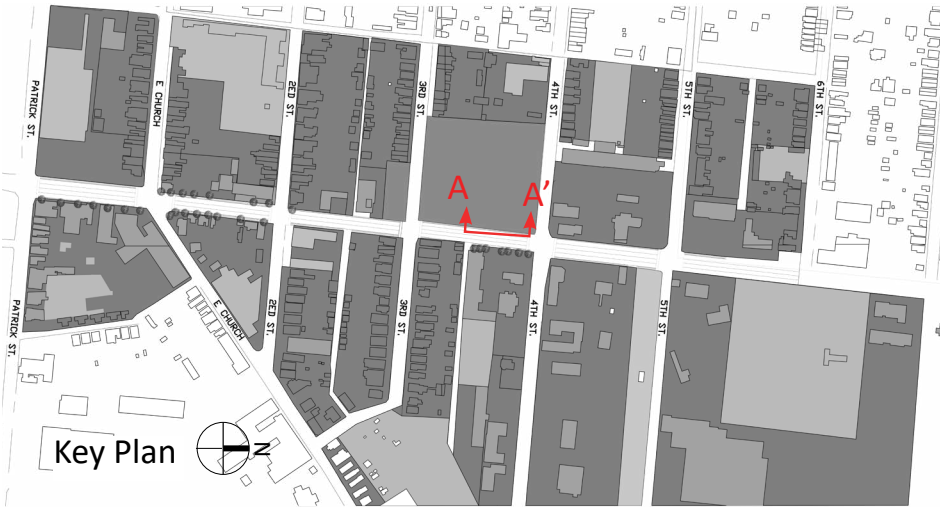 PATRICK ST.
E CHURCH
2ED ST.
3RD ST.
4TH ST.
5TH ST.
6TH ST.
A
A'
PATRICK ST.
E CHURCH
2ED ST.
3RD ST.
4TH ST.
5TH ST.
Key Plan
N